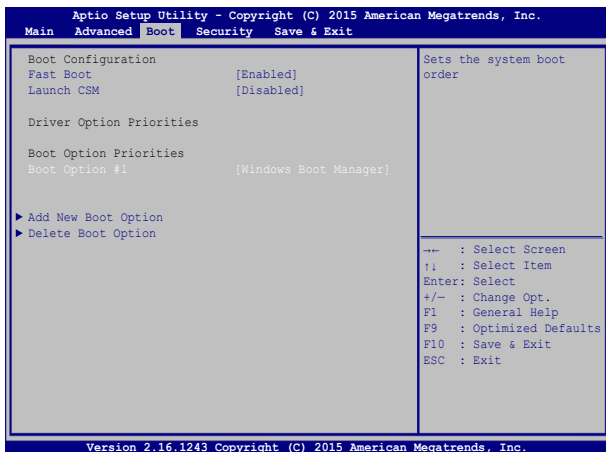 Aptio Setup Utility - Copyright (C) 2015 American Megatrends, Inc.
Main Advanced Boot Security Save & Exit
Boot Configuration
Fast Boot [Enabled]
Launch CSM [Disabled]
Driver Option Priorities
Boot Option Priorities
Boot Option #1 [Windows Boot Manager]
▶ Add New Boot Option
▶ Delete Boot Option
Sets the system boot
order
→← : Select Screen
↑↓ : Select Item
Enter: Select
+/— : Change Opt.
F1 : General Help
F9 : Optimized Defaults
F10 : Save & Exit
ESC : Exit
Version 2.16.1243 Copyright (C) 2015 American Megatrends, Inc.